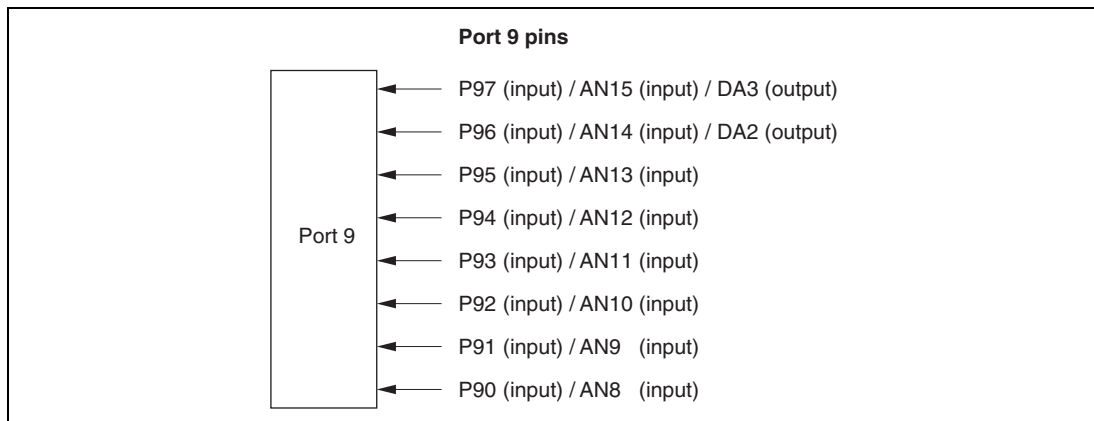 Port 9 pins
P97 (input) / AN15 (input) / DA3 (output)
P96 (input) / AN14 (input) / DA2 (output)
P95 (input) / AN13 (input)
P94 (input) / AN12 (input)
Port 9
P93 (input) / AN11 (input)
P92 (input) / AN10 (input)
P91 (input) / AN9 (input)
P90 (input) / AN8 (input)